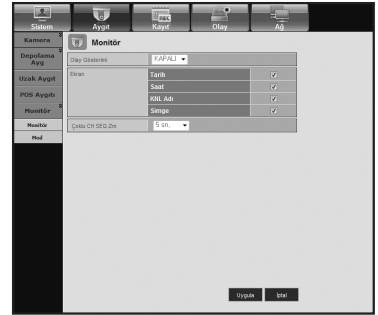 Sistem Aygıt Kayıt Olay Ağ
Kamera
Depolama Ayg
Uzak Aygıt
POS Aygıtı
Monitör
Monitör
Mod
Monitör
Olay Gösterimi KAPALI
Ekran Tarih
Saat
KNL Adı
Simge
Çoklu CH SEQ Zm 5 sn.
Uygula İptal